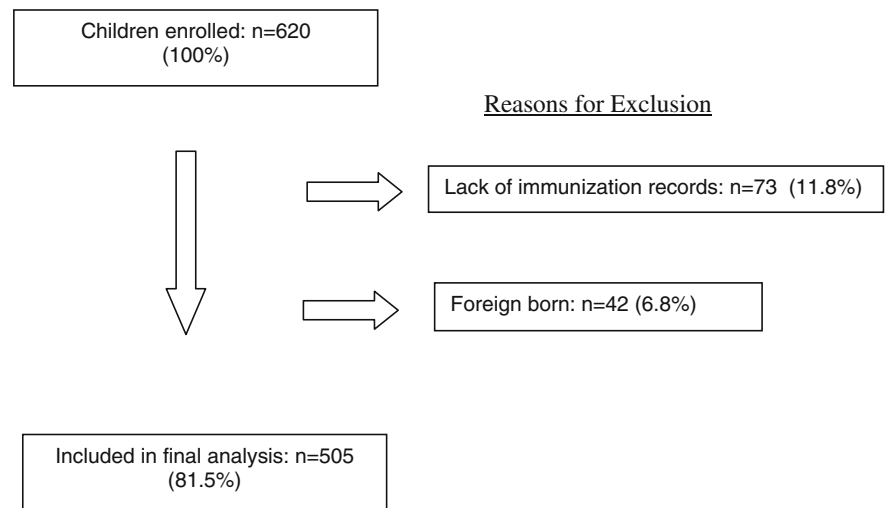 Children enrolled: n=620
(100%)
Reasons for Exclusion
Lack of immunization records: n=73 (11.8%)
Foreign born: n=42 (6.8%)
Included in final analysis: n=505
(81.5%)